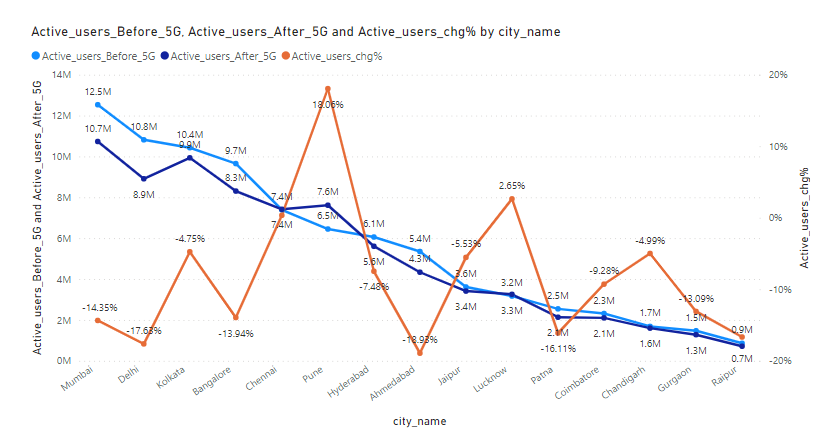 Active_users_Before_5G, Active_users_After_5G and Active_users_chg% by city_name
Active_users_Before_5G Active_users_After_5G Active_users_chg%
Active_users_Before_5G and Active_users_After_5G
14M
12M
10M
8M
6M
4M
2M
0M
20%
10%
0%
-10%
-20%
Active_users_chg%
12.5M
10.8M
10.4M
9.7M
7.4M
6.5M
6.1M
5.4M
3.6M
3.2M
2.5M
2.3M
1.7M
1.5M
0.9M
10.7M
8.9M
9.9M
8.3M
7.4M
7.6M
5.6M
4.3M
3.4M
3.3M
2.1M
2.1M
1.6M
1.3M
0.7M
-14.35%
-17.63%
-4.75%
-13.94%
18.06%
-7.48%
-18.93%
-5.53%
2.65%
-16.11%
-9.28%
-4.99%
-13.09%
Mumbai
Delhi
Kolkata
Bangalore
Chennai
Pune
Hyderabad
Ahmedabad
Jaipur
Lucknow
Patna
Coimbatore
Chandigarh
Gurgaon
Raipur
city_name